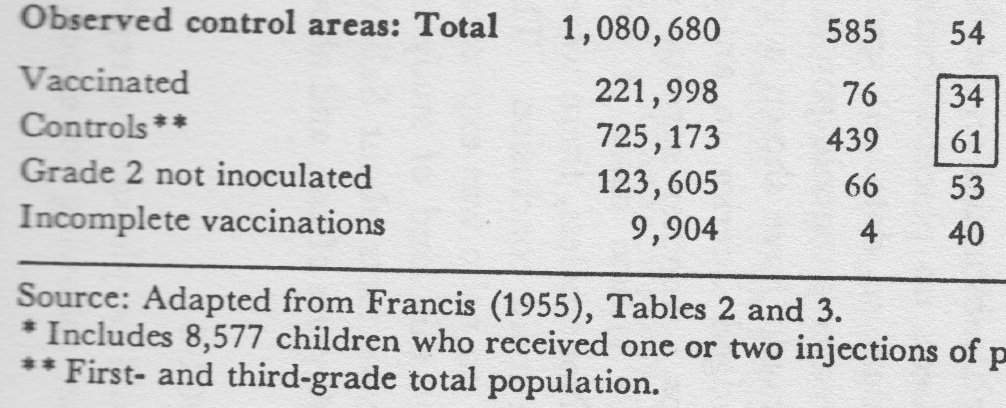 Observed control areas: Total 1,080,680 585 54
Vaccinated 221,998 76 34
Controls** 725,173 439 61
Grade 2 not inoculated 123,605 66 53
Incomplete vaccinations 9,904 4 40
Source: Adapted from Francis (1955), Tables 2 and 3.
* Includes 8,577 children who received one or two injections of p
** First- and third-grade total population.